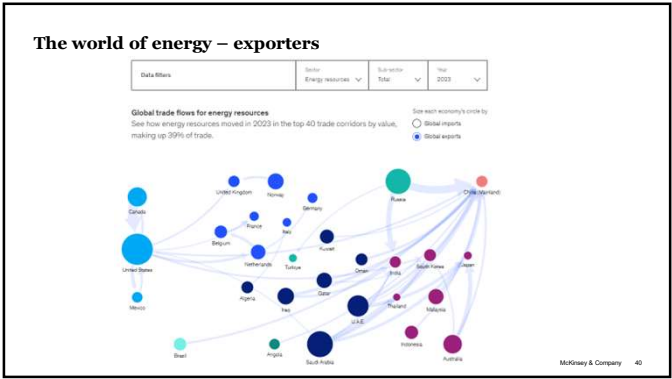 The world of energy – exporters
Data filters
Sector
Energy resources
Sub-sector
Total
Year
2023
Global trade flows for energy resources
See how energy resources moved in 2023 in the top 40 trade corridors by value,
making up 39% of trade.
Size each economy's circle by
Global imports
Global exports
Canada
United States
Mexico
Brazil
United Kingdom
Norway
Germany
France
Italy
Belgium
Netherlands
Türkiye
Kuwait
Algeria
Iraq
Qatar
Oman
U.A.E.
Saudi Arabia
Angola
Russia
China (Mainland)
India
South Korea
Japan
Thailand
Malaysia
Indonesia
Australia
McKinsey & Company 40